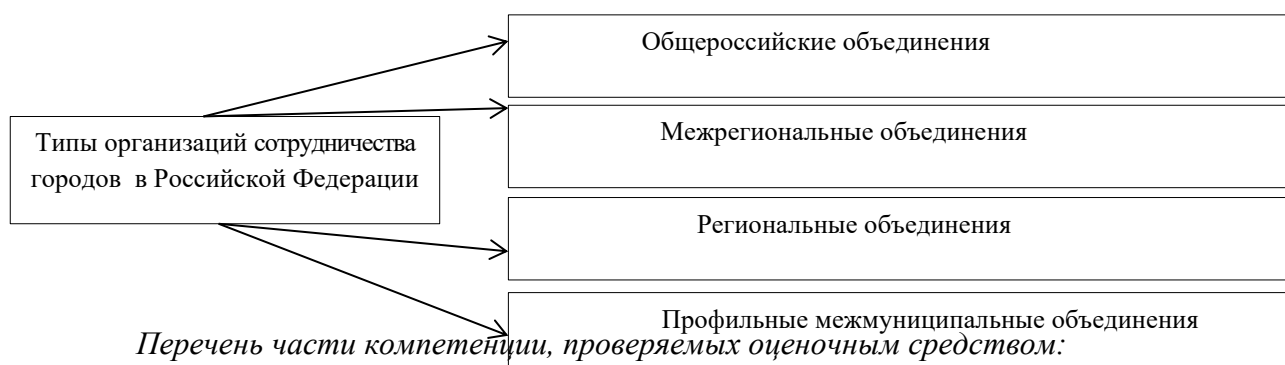 Общероссийские объединения
Межрегиональные объединения
Типы организаций сотрудничества
городов в Российской Федерации
Региональные объединения
Профильные межмуниципальные объединения
Перечень части компетенции, проверяемых оценочным средством: